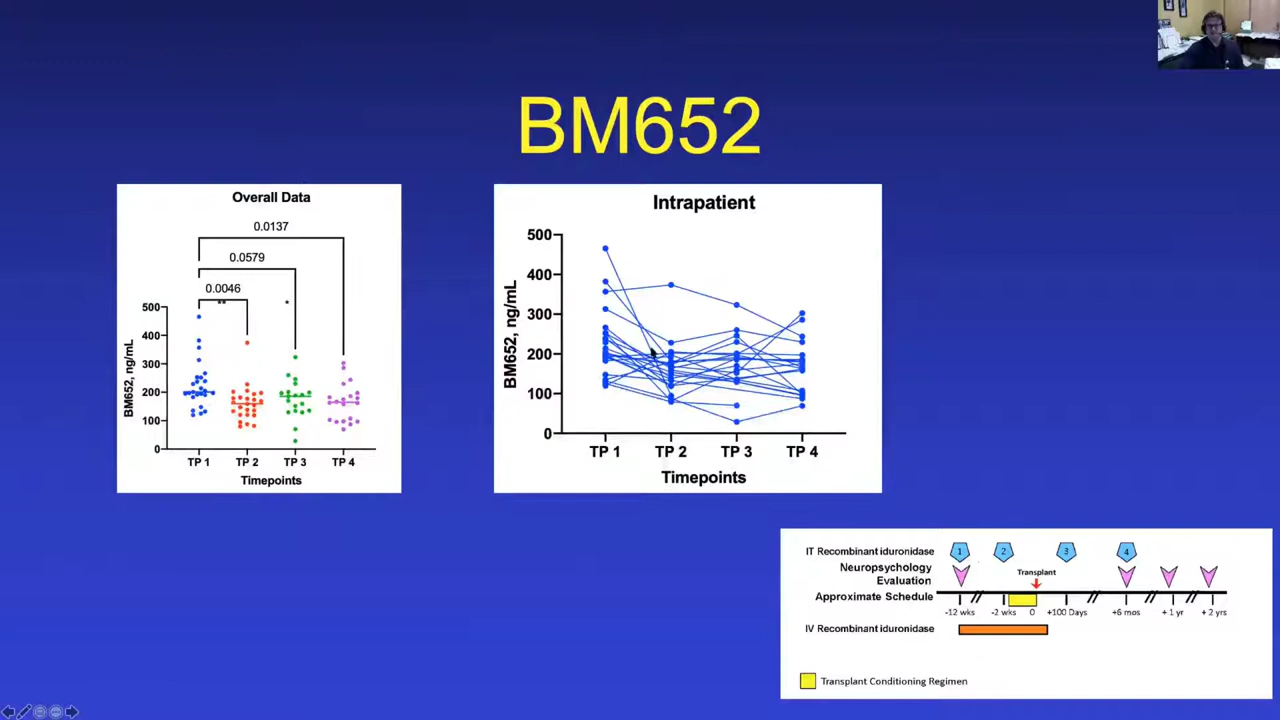 BM652
Overall Data
0.0137
0.0579
0.0046
**
*
500
400
300
200
100
0
BM652, ng/mL
TP 1 TP 2 TP 3 TP 4
Timepoints
Intrapatient
500
400
300
200
100
0
BM652, ng/mL
TP 1 TP 2 TP 3 TP 4
Timepoints
IT Recombinant iduronidase 1 2 3 4
Neuropsychology
Evaluation
Transplant
Approximate Schedule
-12 wks -2 wks 0 +100 Days +6 mos + 1 yr + 2 yrs
IV Recombinant iduronidase
Transplant Conditioning Regimen